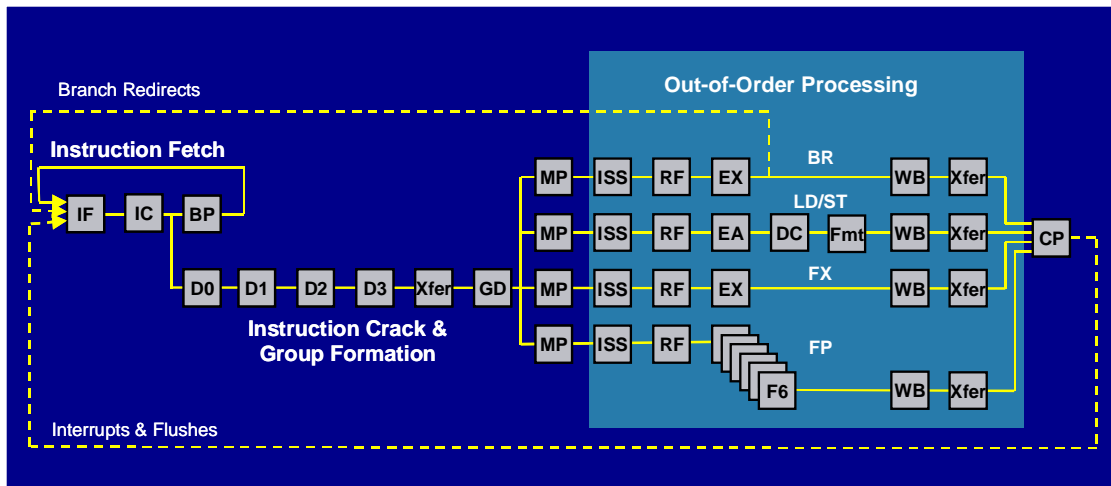 Out-of-Order Processing
Branch Redirects
Instruction Fetch
BR
MP ISS RF EX WB Xfer
IF IC BP
LD/ST
MP ISS RF EA DC Fmt WB Xfer
CP
FX
D0 D1 D2 D3 Xfer GD MP ISS RF EX WB Xfer
Instruction Crack &
Group Formation
MP ISS RF
FP
F6 WB Xfer
Interrupts & Flushes